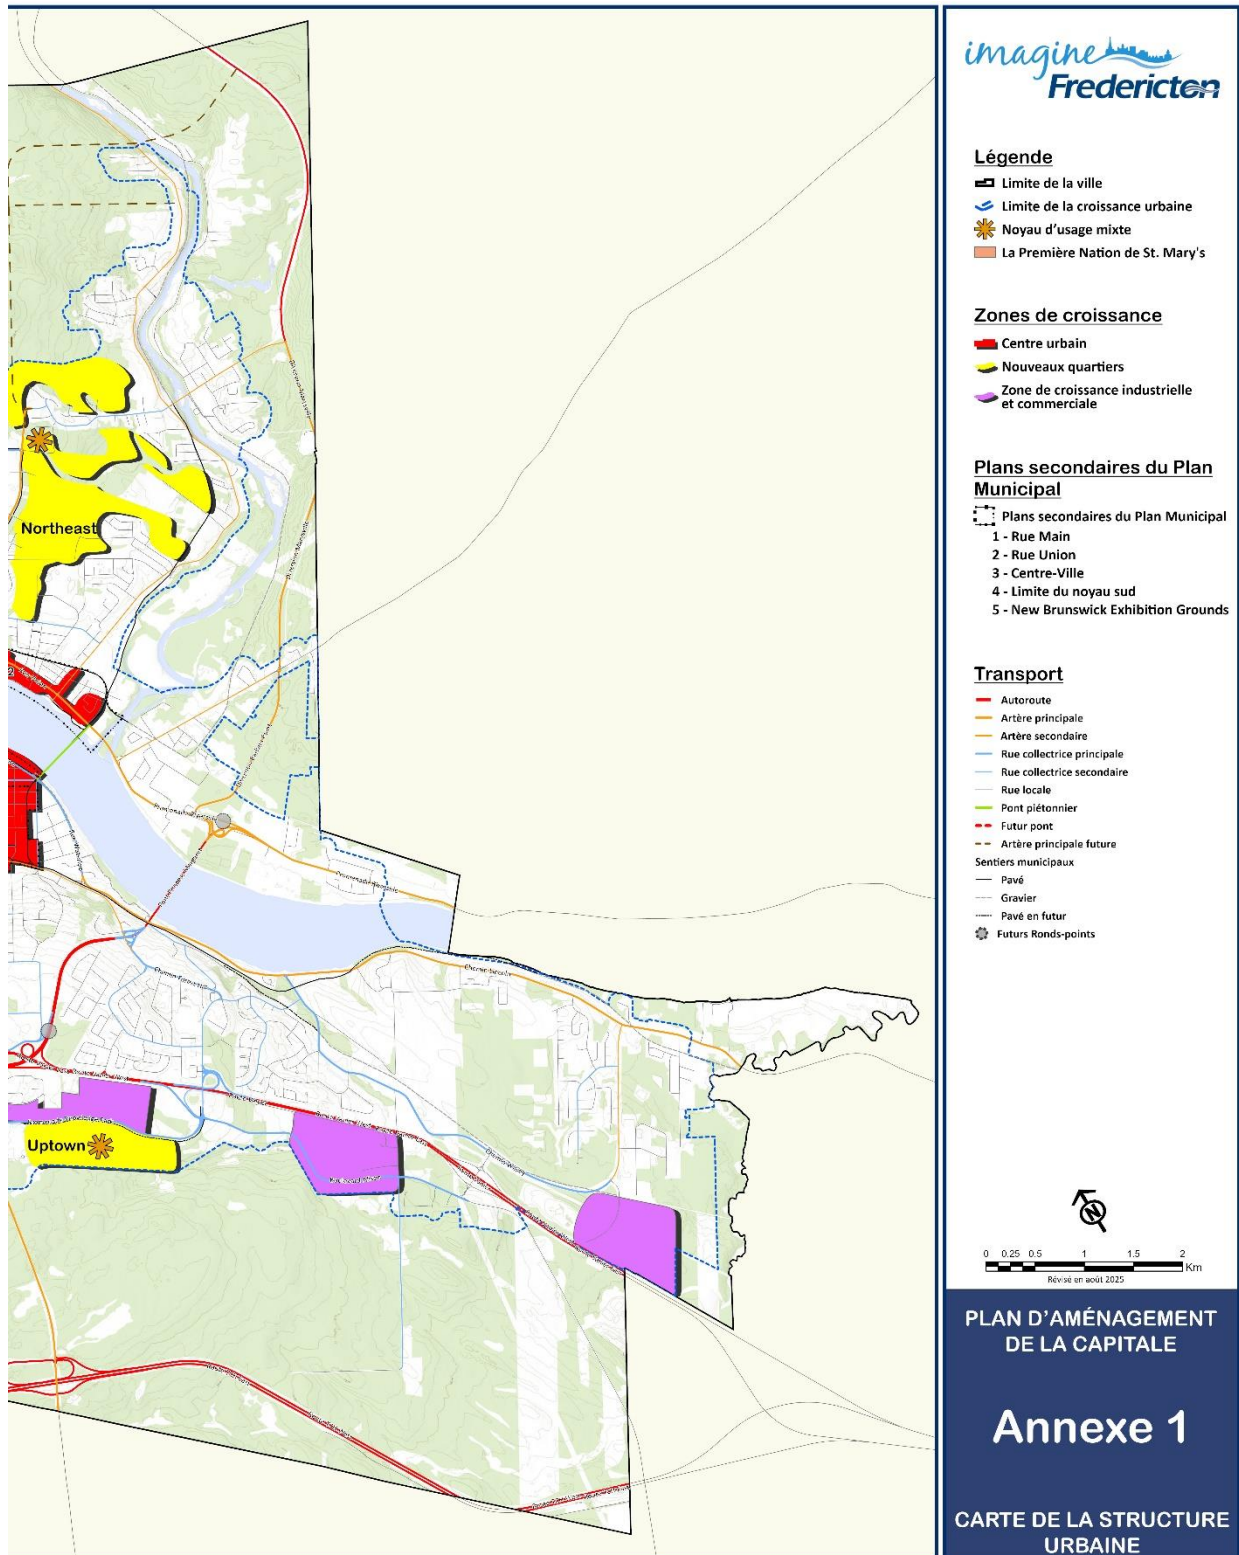 Northeast
Uptown
imagine
Fredericton
Légende
Limite de la ville
Limite de la croissance urbaine
Noyau d'usage mixte
La Première Nation de St. Mary's
Zones de croissance
Centre urbain
Nouveaux quartiers
Zone de croissance industrielle
et commerciale
Plans secondaires du Plan
Municipal
Plans secondaires du Plan Municipal
1 - Rue Main
2 - Rue Union
3 - Centre-Ville
4 - Limite du noyau sud
5 - New Brunswick Exhibition Grounds
Transport
Autoroute
Artère principale
Artère secondaire
Rue collectrice principale
Rue collectrice secondaire
Rue locale
Pont piétonnier
Futur pont
Artère principale future
Sentiers municipaux
Pavé
Gravier
Pavé en futur
Futurs Ronds-points
N
0 0.25 0.5 1 1.5 2
Km
Révisé en août 2025
PLAN D'AMÉNAGEMENT
DE LA CAPITALE
Annexe 1
CARTE DE LA STRUCTURE
URBAINE